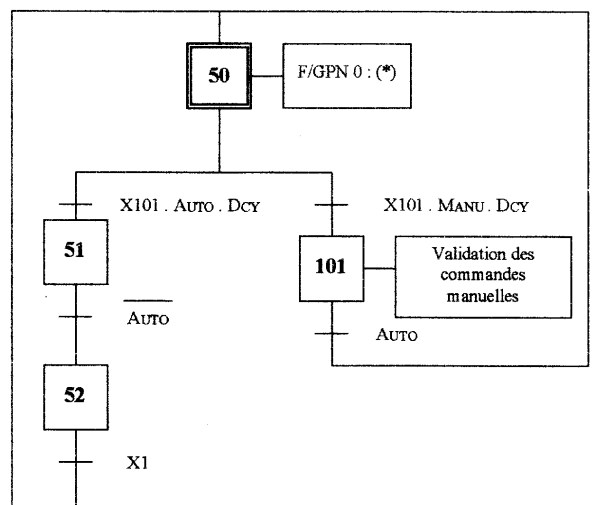 50
F/GPN 0 : (*)
X101 . AUTO . DCY
X101 . MANU . DCY
51
101
Validation des
commandes
manuelles
AUTO
AUTO
52
X1